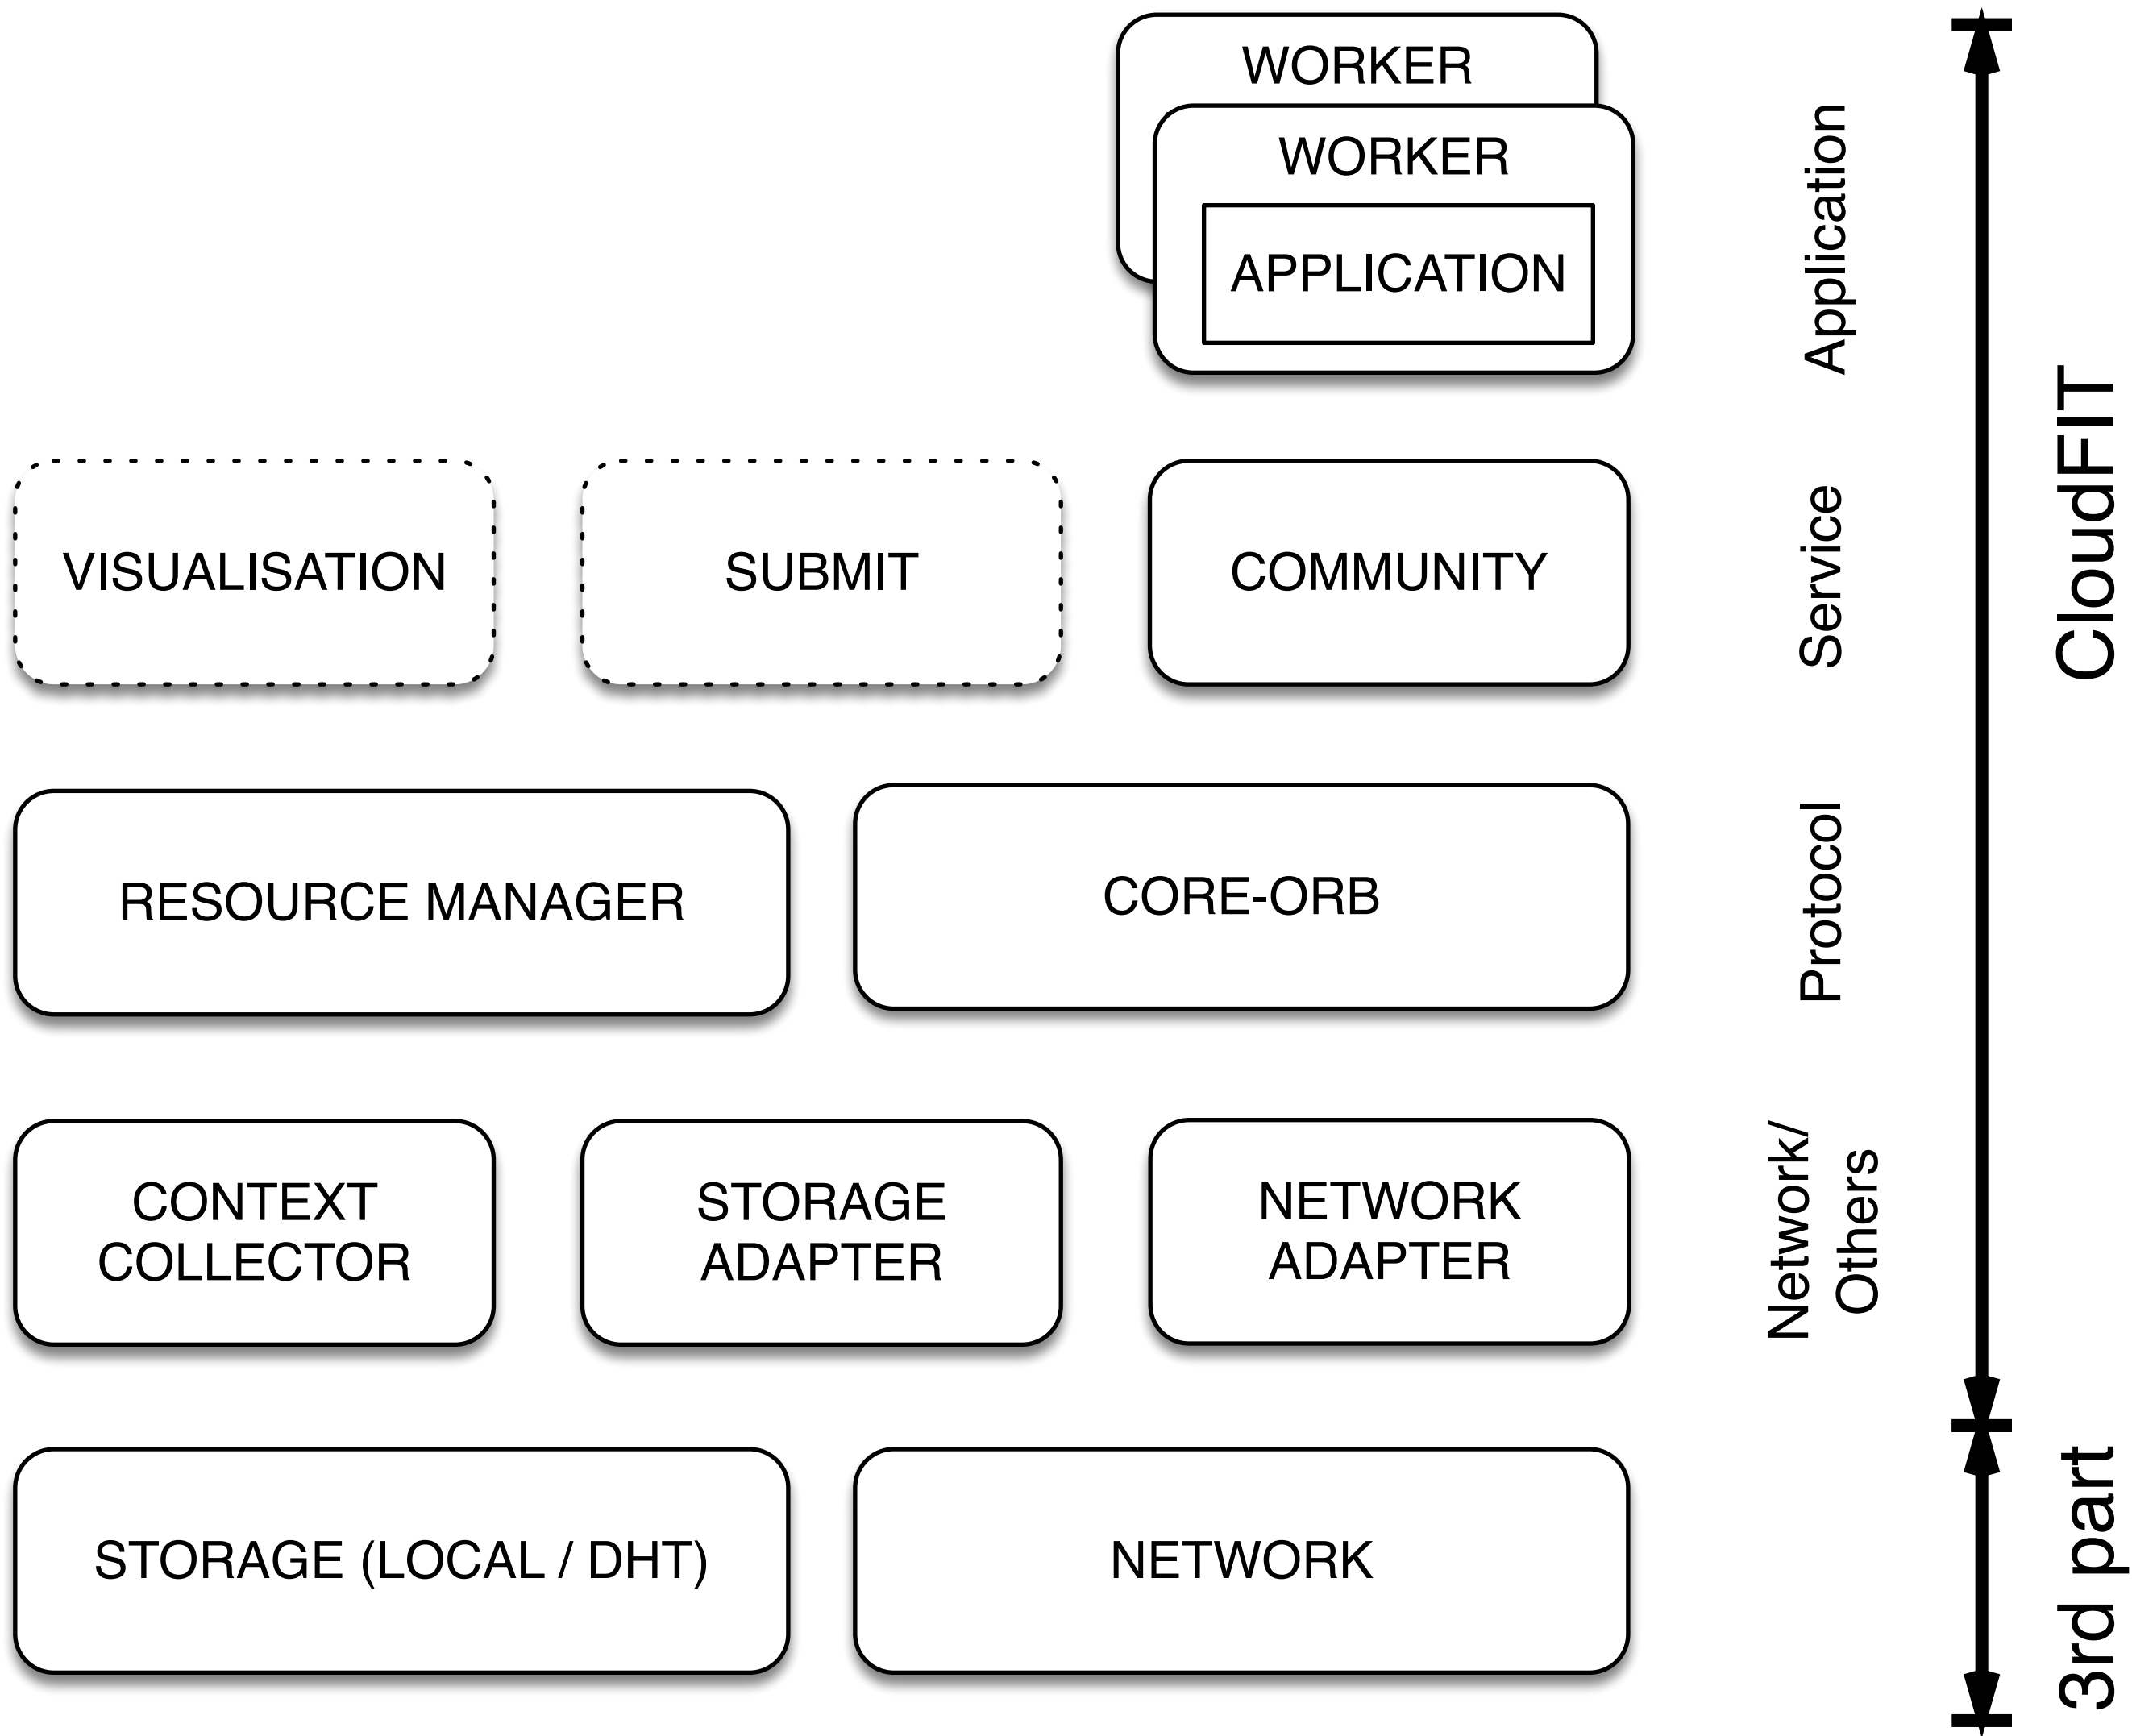 WORKER
WORKER
APPLICATION
Application
VISUALISATION
SUBMIT
COMMUNITY
Service
CloudFIT
RESOURCE MANAGER
CORE-ORB
Protocol
CONTEXT
COLLECTOR
STORAGE
ADAPTER
NETWORK
ADAPTER
Network/
Others
STORAGE (LOCAL / DHT)
NETWORK
3rd part